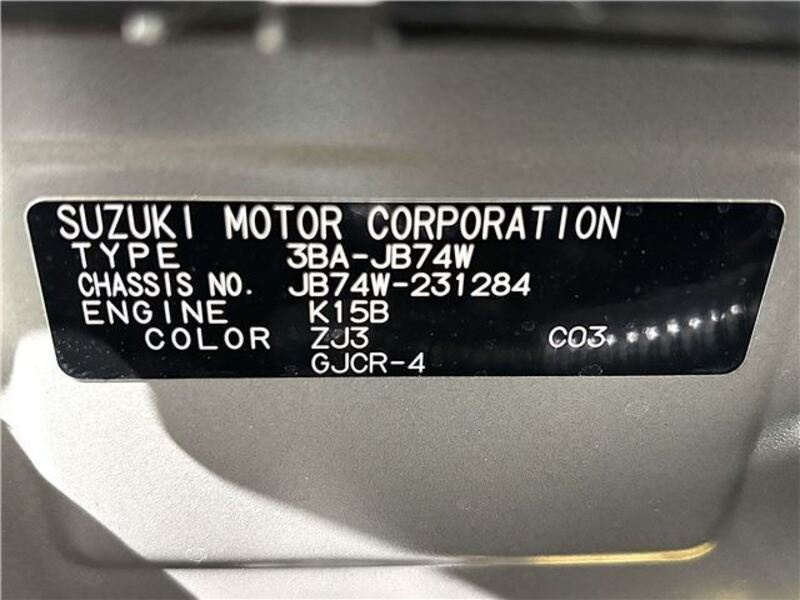 SUZUKI MOTOR CORPORATION
TYPE 3BA-JB74W
CHASSIS NO. JB74W-231284
ENGINE K15B
COLOR ZJ3 C03
GJCR-4